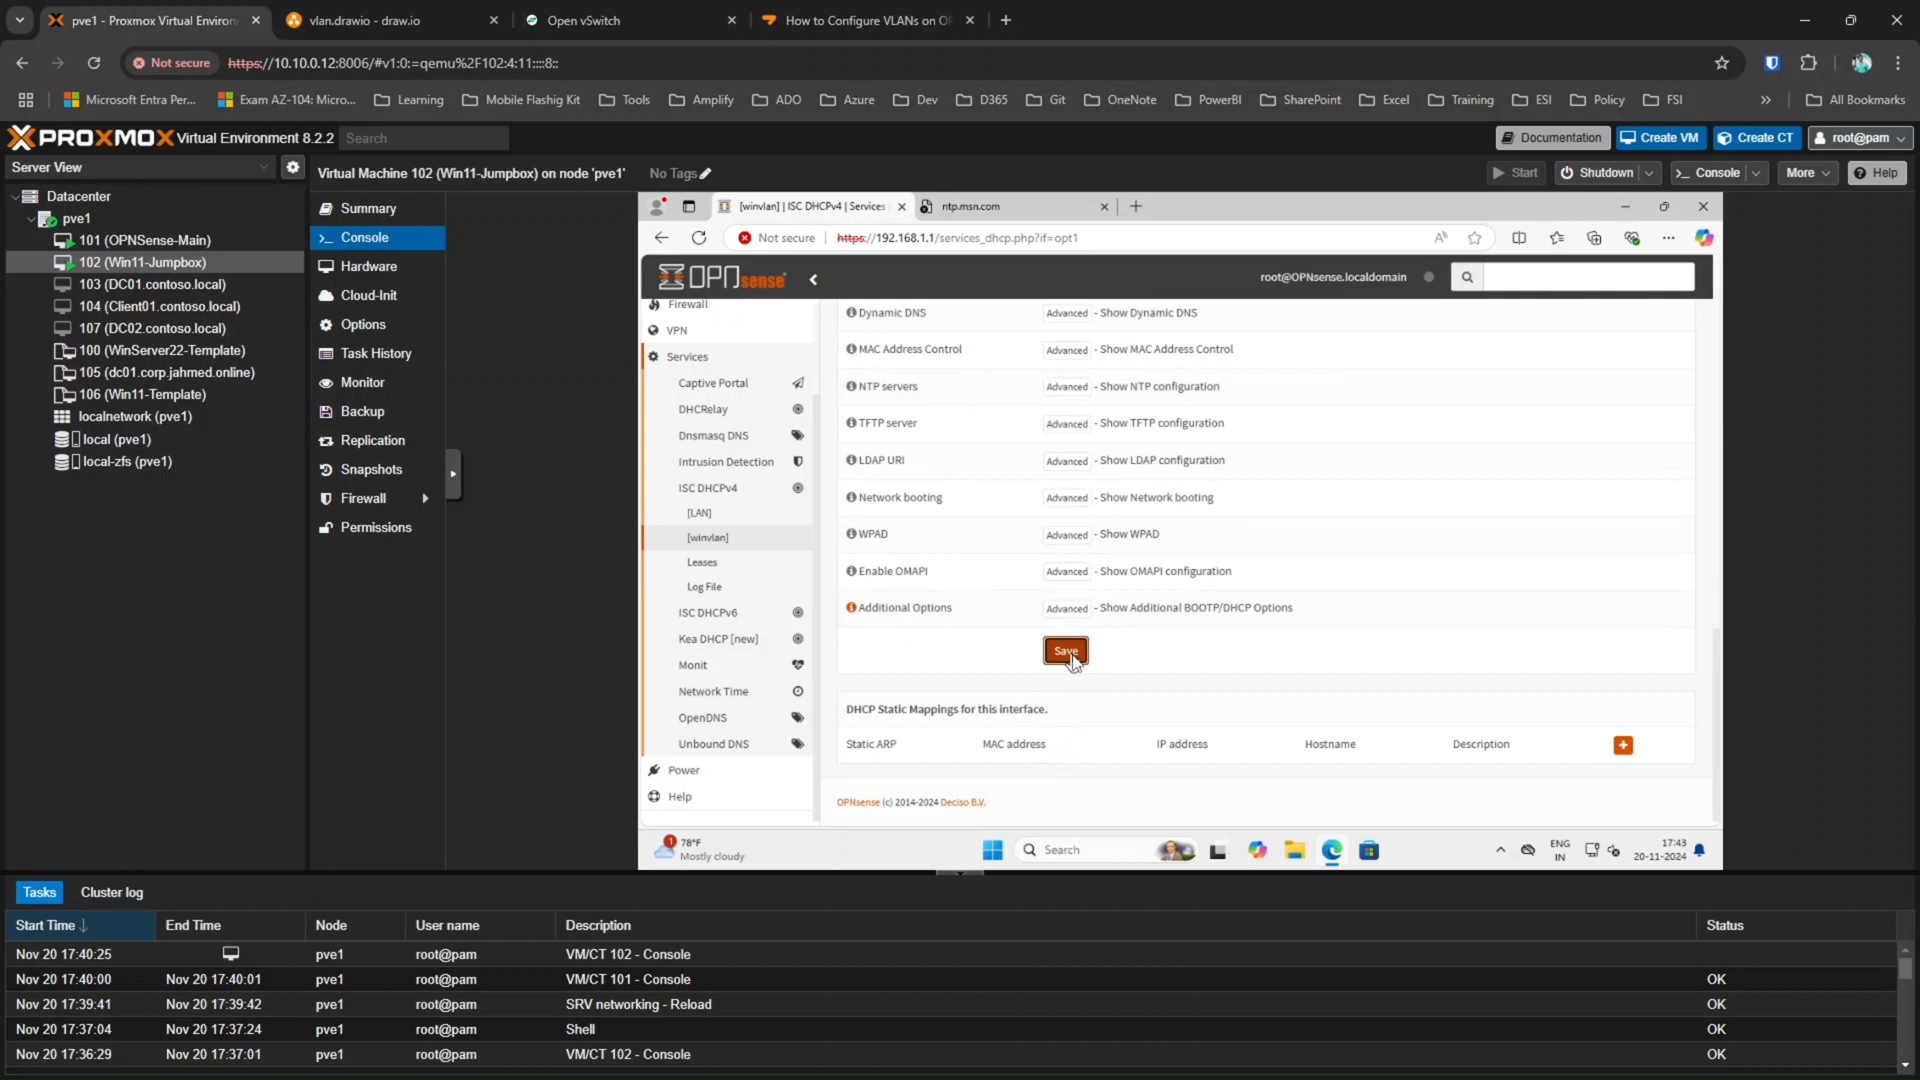 pve1 - Proxmox Virtual Environ
vlan.drawio - draw.io
Open vSwitch
How to Configure VLANs on OP
Not secure
https://10.10.0.12:8006/#v1:0:=qemu%2F102:4:11::::8::
Microsoft Entra Per...
Exam AZ-104: Micro...
Learning
Mobile Flashig Kit
Tools
Amplify
ADO
Azure
Dev
D365
Git
OneNote
PowerBI
SharePoint
Excel
Training
ESI
Policy
FSI
All Bookmarks
PROXMOX Virtual Environment 8.2.2
Search
Documentation
Create VM
Create CT
root@pam
Server View
Virtual Machine 102 (Win11-Jumpbox) on node 'pve1'
No Tags
Start
Shutdown
Console
More
Help
Datacenter
pve1
101 (OPNSense-Main)
102 (Win11-Jumpbox)
103 (DC01.contoso.local)
104 (Client01.contoso.local)
107 (DC02.contoso.local)
100 (WinServer22-Template)
105 (dc01.corp.jahmed.online)
106 (Win11-Template)
localnetwork (pve1)
local (pve1)
local-zfs (pve1)
Summary
Console
Hardware
Cloud-Init
Options
Task History
Monitor
Backup
Replication
Snapshots
Firewall
Permissions
[winvlan] | ISC DHCPv4 | Services
ntp.msn.com
Not secure
https://192.168.1.1/services_dhcp.php?if=opt1
OPNsense
root@OPNsense.localdomain
Firewall
VPN
Services
Captive Portal
DHCRelay
Dnsmasq DNS
Intrusion Detection
ISC DHCPv4
[LAN]
[winvlan]
Leases
Log File
ISC DHCPv6
Kea DHCP [new]
Monit
Network Time
OpenDNS
Unbound DNS
Power
Help
Dynamic DNS Advanced - Show Dynamic DNS
MAC Address Control Advanced - Show MAC Address Control
NTP servers Advanced - Show NTP configuration
TFTP server Advanced - Show TFTP configuration
LDAP URI Advanced - Show LDAP configuration
Network booting Advanced - Show Network booting
WPAD Advanced - Show WPAD
Enable OMAPI Advanced - Show OMAPI configuration
Additional Options Advanced - Show Additional BOOTP/DHCP Options
Save
DHCP Static Mappings for this interface.
Static ARP MAC address IP address Hostname Description
OPNsense (c) 2014-2024 Deciso B.V.
1
78°F
Mostly cloudy
Search
ENG
IN
17:43
20-11-2024
Tasks
Cluster log
Start Time End Time Node User name Description Status
Nov 20 17:40:25 pve1 root@pam VM/CT 102 - Console
Nov 20 17:40:00 Nov 20 17:40:01 pve1 root@pam VM/CT 101 - Console OK
Nov 20 17:39:41 Nov 20 17:39:42 pve1 root@pam SRV networking - Reload OK
Nov 20 17:37:04 Nov 20 17:37:24 pve1 root@pam Shell OK
Nov 20 17:36:29 Nov 20 17:37:01 pve1 root@pam VM/CT 102 - Console OK